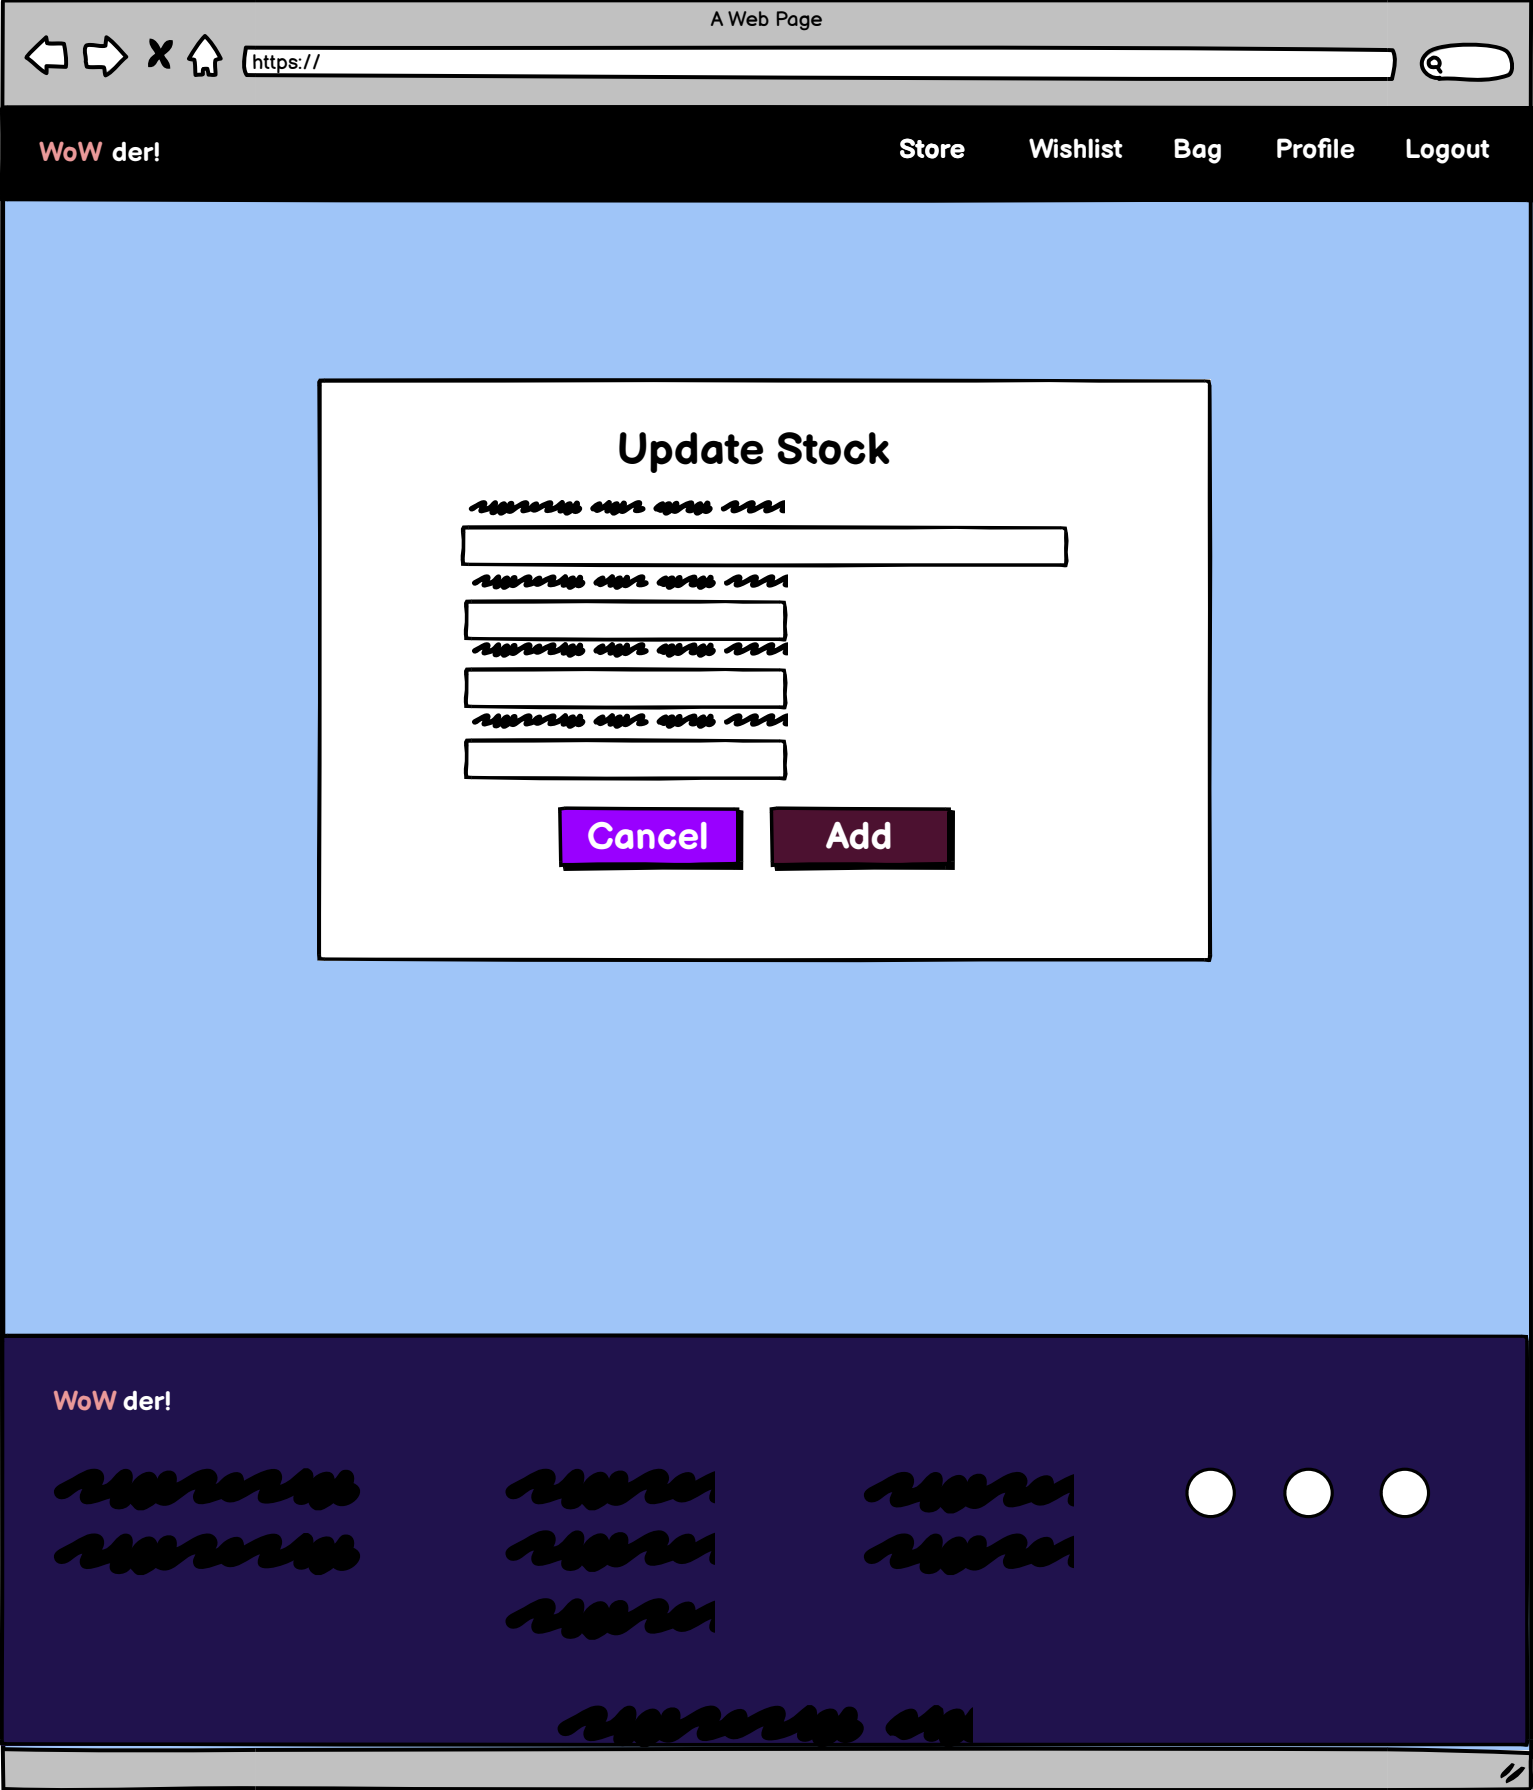 A Web Page
https://
WoW der! Store Wishlist Bag Profile Logout
Update Stock
Cancel Add
WoW der!